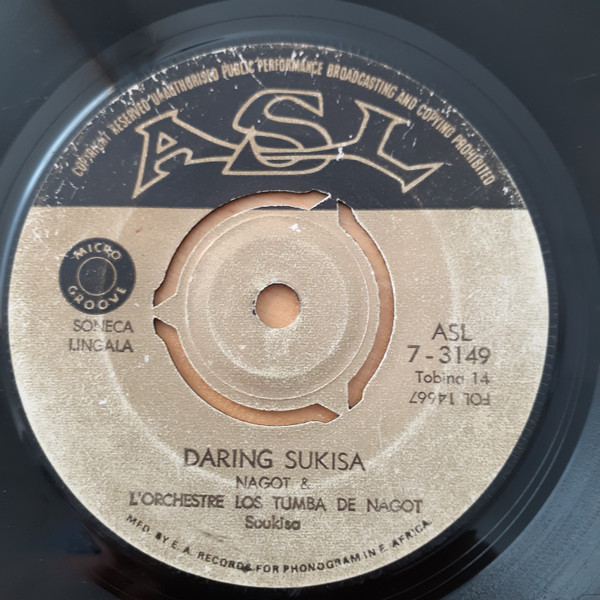 COPYRIGHT RESERVED UNAUTHORISED PUBLIC PERFORMANCE BROADCASTING AND COPYING PROHIBITED
ASL
MICRO
GROOVE
SONECA
LINGALA
ASL
7-3149
Tobina 14
FOL 14667
DARING SUKISA
NAGOT &
L'ORCHESTRE LOS TUMBA DE NAGOT
Soukisa
MFD. BY E. A. RECORDS FOR PHONOGRAM IN E. AFRICA.